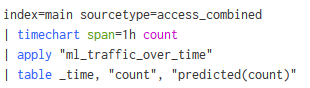 index=main sourcetype=access_combined
| timechart span=1h count
| apply "ml_traffic_over_time"
| table _time, "count", "predicted(count)"